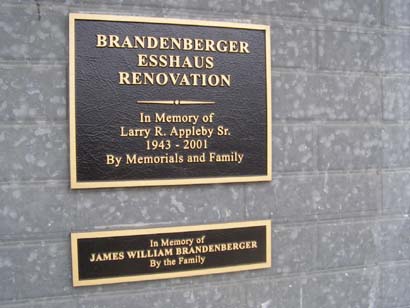 BRANDENBERGER
ESSHAUS
RENOVATION
In Memory of
Larry R. Appleby Sr.
1943 - 2001
By Memorials and Family
In Memory of
JAMES WILLIAM BRANDENBERGER
By the Family